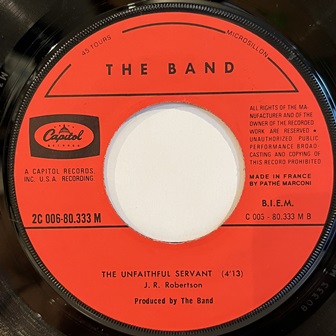 45 TOURS
MICROSILLON
THE BAND
Capitol
RECORDS
A CAPITOL RECORDS
INC. U.S.A RECORDING
2C 006-80.333 M
ALL RIGHTS OF THE MA-
NUFACTURER AND OF
THE OWNER OF THE
RECORDED
WORK ARE RESERVED •
UNAUTHORIZED PUBLIC
PERFORMANCE BROAD-
CASTING AND COPYING OF
THIS RECORD PROHIBITED
MADE IN FRANCE
BY PATHÉ MARCONI
B.I.E.M.
C 006-80.333 M B
THE UNFAITHFUL SERVANT (4'13)
J. R. Robertson
Produced by The Band